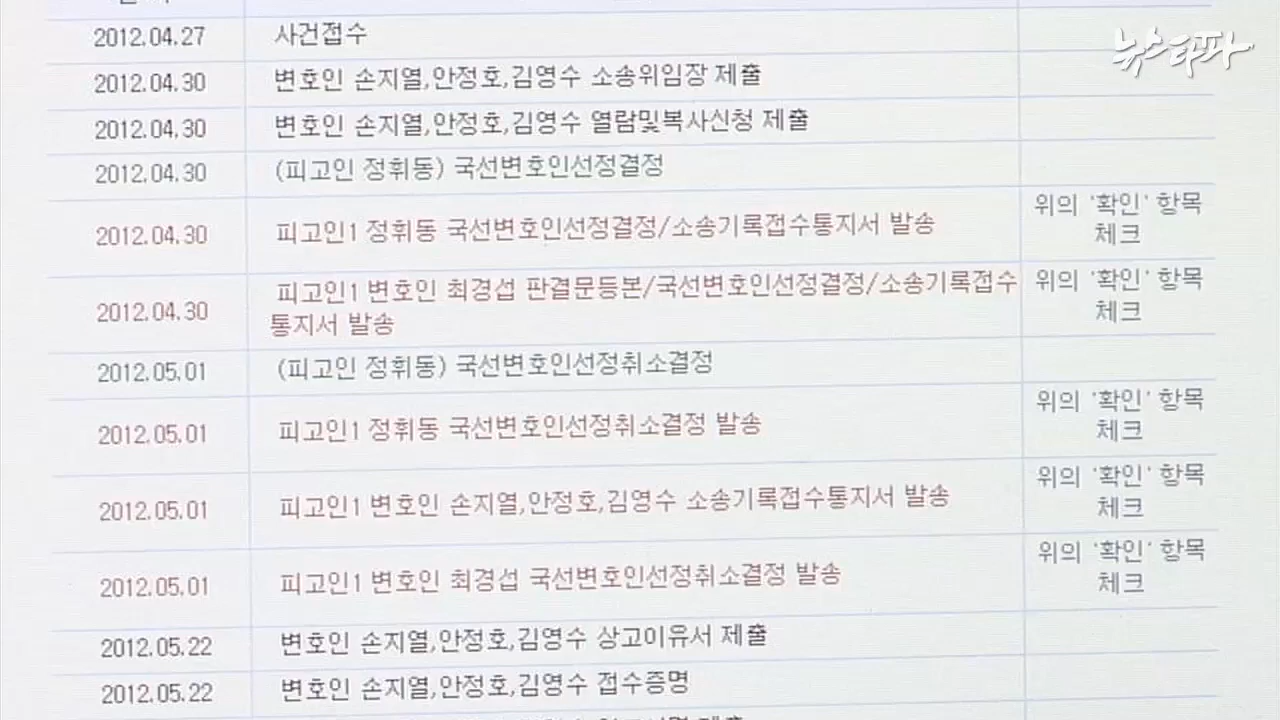 뉴스타파
2012.04.27 사건접수
2012.04.30 변호인 손지열,안정호,김영수 소송위임장 제출
2012.04.30 변호인 손지열,안정호,김영수 열람및복사신청 제출
2012.04.30 (피고인 정휘동) 국선변호인선정결정
2012.04.30 피고인1 정휘동 국선변호인선정결정/소송기록접수통지서 발송 위의 '확인' 항목
체크
2012.04.30 피고인1 변호인 최경섭 판결문등본/국선변호인선정결정/소송기록접수 위의 '확인' 항목
통지서 발송 체크
2012.05.01 (피고인 정휘동) 국선변호인선정취소결정
2012.05.01 피고인1 정휘동 국선변호인선정취소결정 발송 위의 '확인' 항목
체크
2012.05.01 피고인1 변호인 손지열,안정호,김영수 소송기록접수통지서 발송 위의 '확인' 항목
체크
2012.05.01 피고인1 변호인 최경섭 국선변호인선정취소결정 발송 위의 '확인' 항목
체크
2012.05.22 변호인 손지열,안정호,김영수 상고이유서 제출
2012.05.22 변호인 손지열,안정호,김영수 접수증명